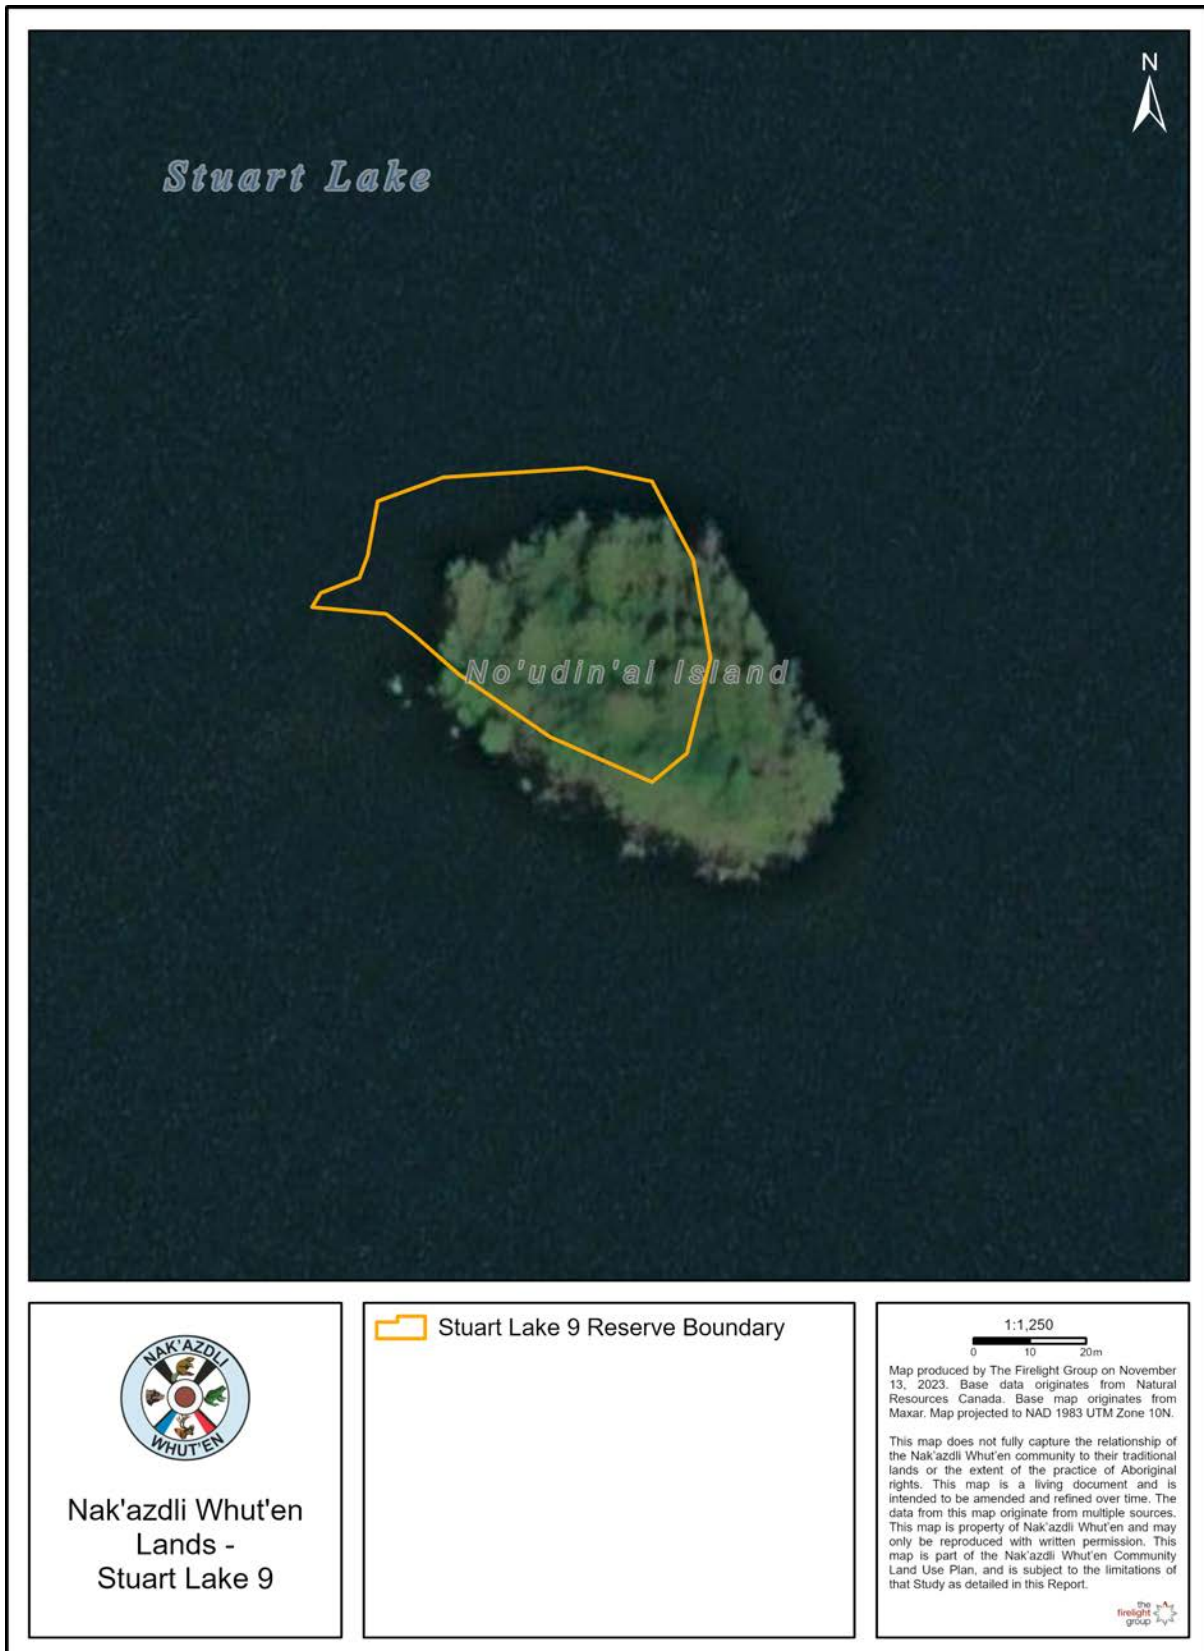 N
Stuart Lake
No'udin'ai Island
NAK'AZDLI
WHUT'EN
Nak'azdli Whut'en
Lands -
Stuart Lake 9
Stuart Lake 9 Reserve Boundary
1:1,250
0 10 20m
Map produced by The Firelight Group on November
13, 2023. Base data originates from Natural
Resources Canada. Base map originates from
Maxar. Map projected to NAD 1983 UTM Zone 10N.
This map does not fully capture the relationship of
the Nak'azdli Whut'en community to their traditional
lands or the extent of the practice of Aboriginal
rights. This map is a living document and is
intended to be amended and refined over time. The
data from this map originate from multiple sources.
This map is property of Nak'azdli Whut'en and may
only be reproduced with written permission. This
map is part of the Nak'azdli Whut'en Community
Land Use Plan, and is subject to the limitations of
that Study as detailed in this Report.
the
firelight
group